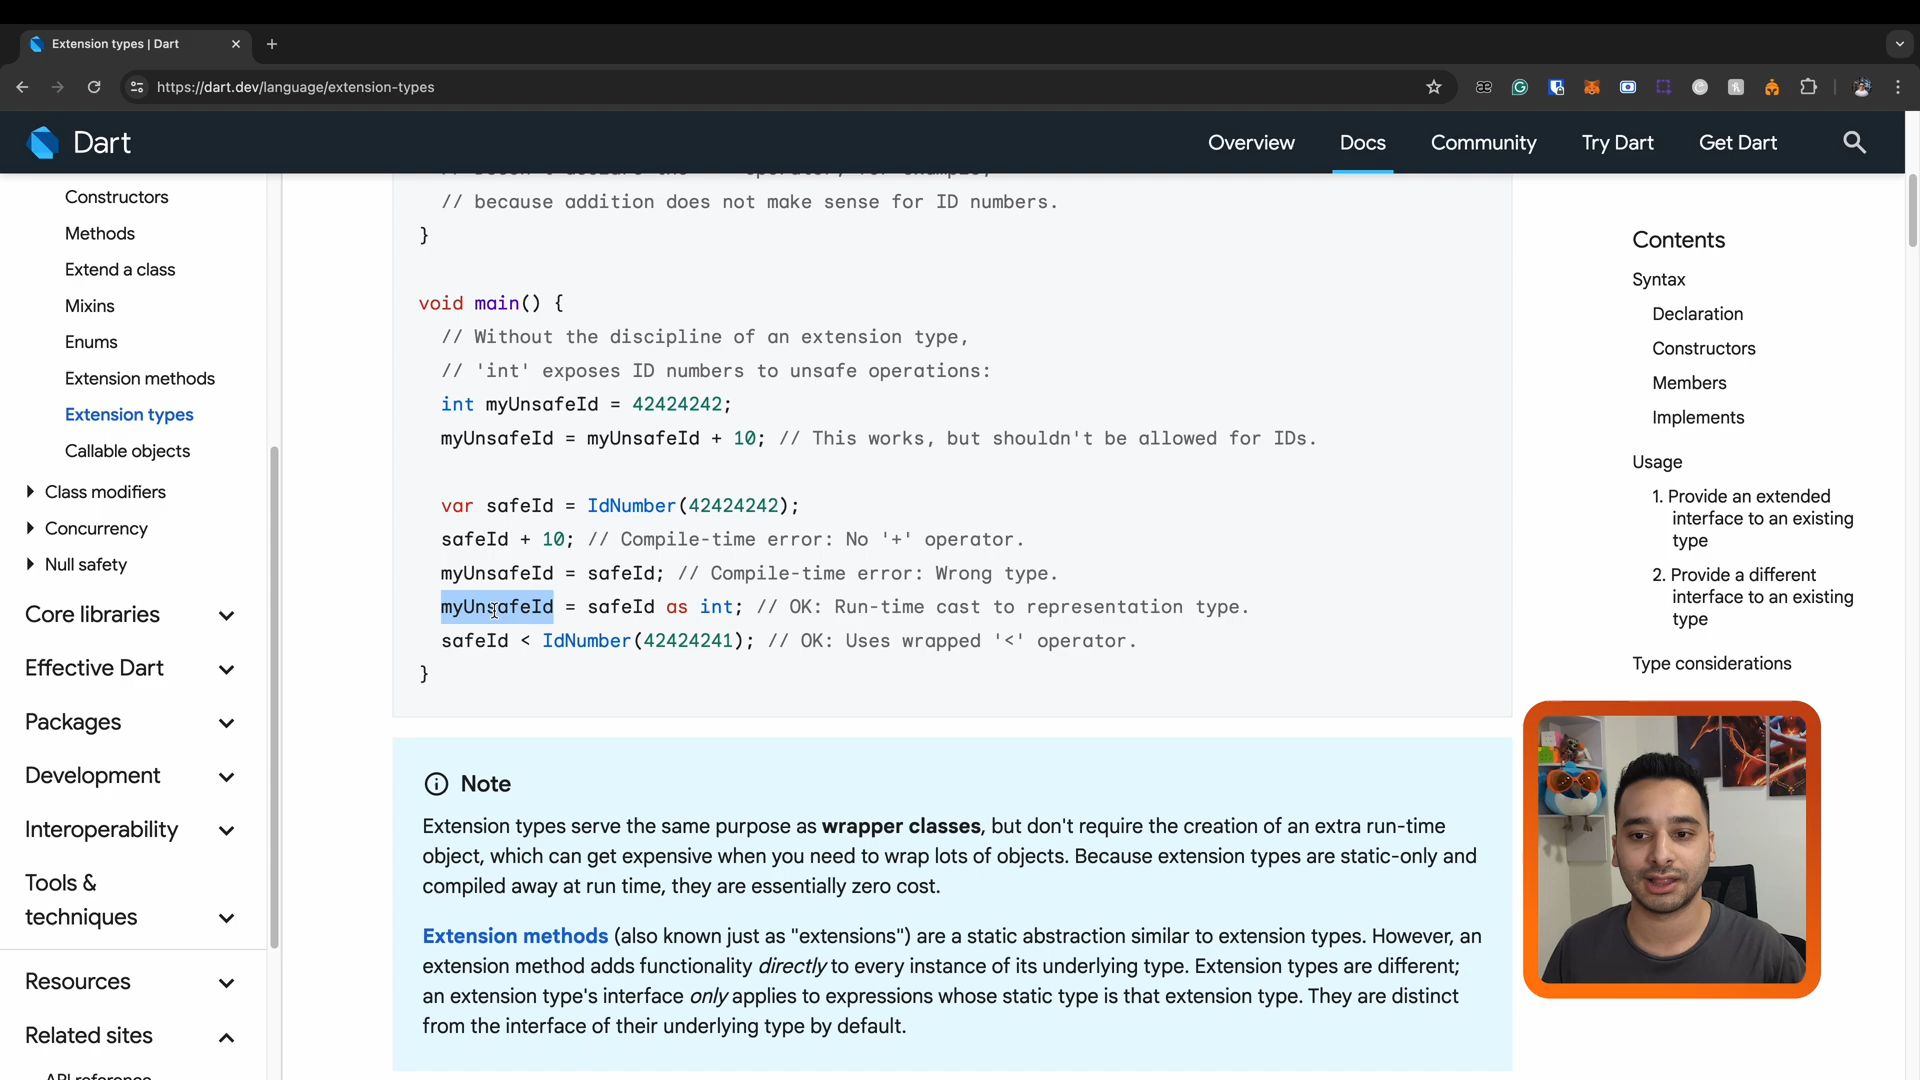 Extension types | Dart
https://dart.dev/language/extension-types
Dart
Overview
Docs
Community
Try Dart
Get Dart
Constructors
Methods
Extend a class
Mixins
Enums
Extension methods
Extension types
Callable objects
Class modifiers
Concurrency
Null safety
Core libraries
Effective Dart
Packages
Development
Interoperability
Tools &
techniques
Resources
Related sites
API reference
// because addition does not make sense for ID numbers.
}
void main() {
// Without the discipline of an extension type,
// 'int' exposes ID numbers to unsafe operations:
int myUnsafeId = 42424242;
myUnsafeId = myUnsafeId + 10; // This works, but shouldn't be allowed for IDs.
var safeId = IdNumber(42424242);
safeId + 10; // Compile-time error: No '+' operator.
myUnsafeId = safeId; // Compile-time error: Wrong type.
myUnsafeId = safeId as int; // OK: Run-time cast to representation type.
safeId < IdNumber(42424241); // OK: Uses wrapped '<' operator.
}
Note
Extension types serve the same purpose as wrapper classes, but don't require the creation of an extra run-time
object, which can get expensive when you need to wrap lots of objects. Because extension types are static-only and
compiled away at run time, they are essentially zero cost.
Extension methods (also known just as "extensions") are a static abstraction similar to extension types. However, an
extension method adds functionality directly to every instance of its underlying type. Extension types are different;
an extension type's interface only applies to expressions whose static type is that extension type. They are distinct
from the interface of their underlying type by default.
Contents
Syntax
Declaration
Constructors
Members
Implements
Usage
1. Provide an extended
interface to an existing
type
2. Provide a different
interface to an existing
type
Type considerations